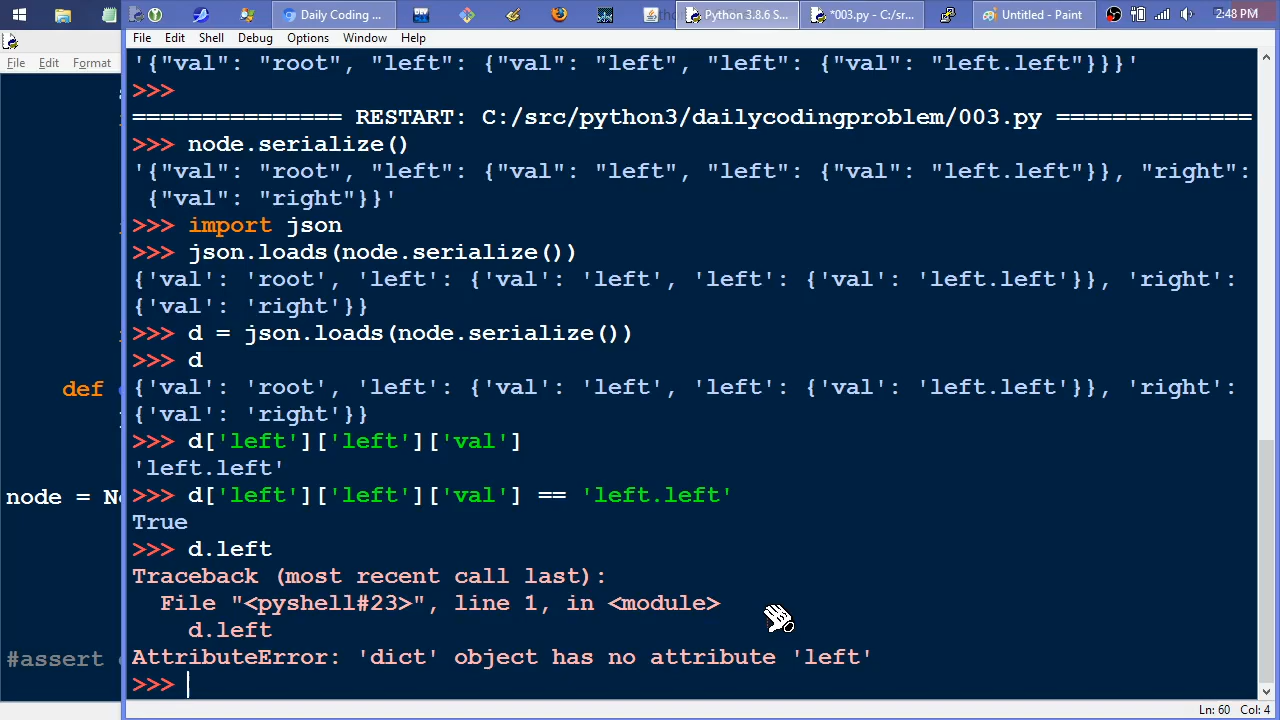 Daily Coding ...
Python 3.8.6 S...
*003.py - C:/sr...
Untitled - Paint
2:48 PM
File Edit Shell Debug Options Window Help
File Edit Format
'{"val": "root", "left": {"val": "left", "left": {"val": "left.left"}}}'
>>>
=============== RESTART: C:/src/python3/dailycodingproblem/003.py ==============
>>> node.serialize()
'{"val": "root", "left": {"val": "left", "left": {"val": "left.left"}}, "right":
{"val": "right"}}'
>>> import json
>>> json.loads(node.serialize())
{'val': 'root', 'left': {'val': 'left', 'left': {'val': 'left.left'}}, 'right':
{'val': 'right'}}
>>> d = json.loads(node.serialize())
>>> d
{'val': 'root', 'left': {'val': 'left', 'left': {'val': 'left.left'}}, 'right':
{'val': 'right'}}
>>> d['left']['left']['val']
'left.left'
>>> d['left']['left']['val'] == 'left.left'
True
>>> d.left
Traceback (most recent call last):
File "<pyshell#23>", line 1, in <module>
d.left
AttributeError: 'dict' object has no attribute 'left'
>>>
def
node = No
#assert
Ln: 60 Col: 4